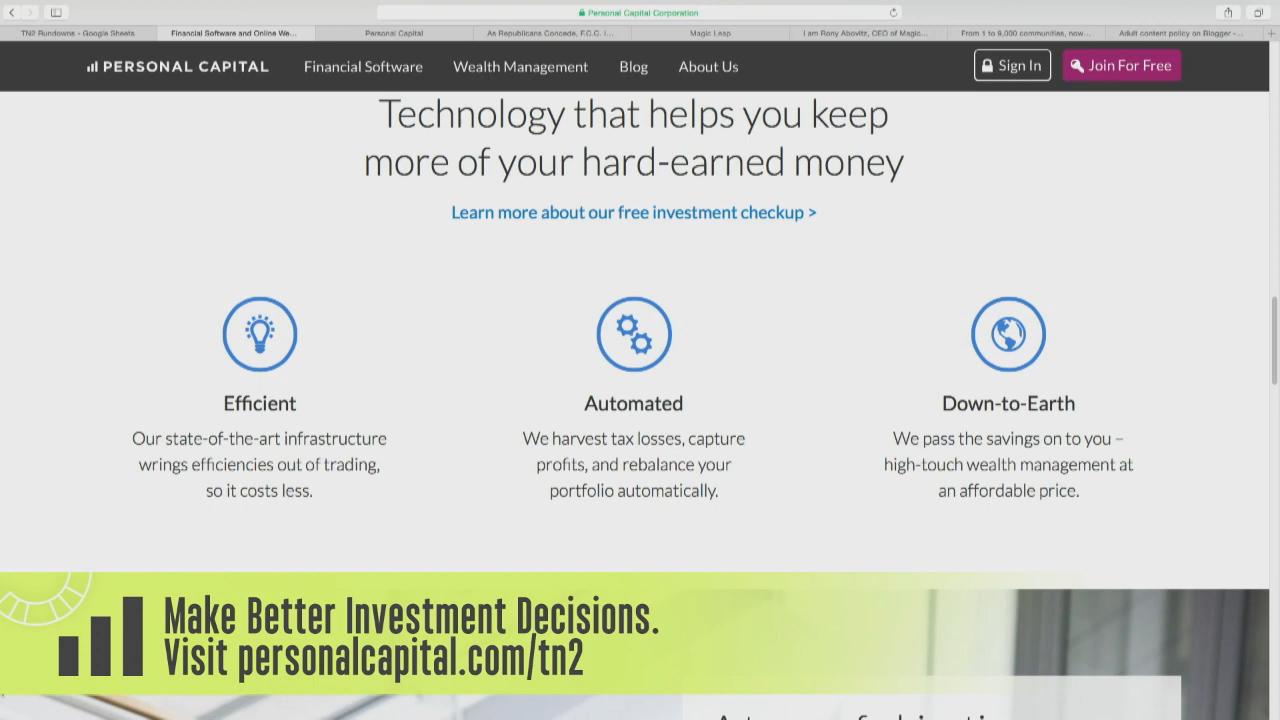 Personal Capital Corporation
TN2 Rundowns - Google Sheets
Financial Software and Online We...
Personal Capital
As Republicans Concede, F.C.C. I...
Magic Leap
I am Rony Abovitz, CEO of Magic...
From 1 to 9,000 communities, now...
Adult content policy on Blogger -...
PERSONAL CAPITAL
Financial Software
Wealth Management
Blog
About Us
Sign In
Join For Free
Technology that helps you keep
more of your hard-earned money
Learn more about our free investment checkup >
Efficient
Our state-of-the-art infrastructure
wrings efficiencies out of trading,
so it costs less.
Automated
We harvest tax losses, capture
profits, and rebalance your
portfolio automatically.
Down-to-Earth
We pass the savings on to you –
high-touch wealth management at
an affordable price.
Make Better Investment Decisions.
Visit personalcapital.com/tn2